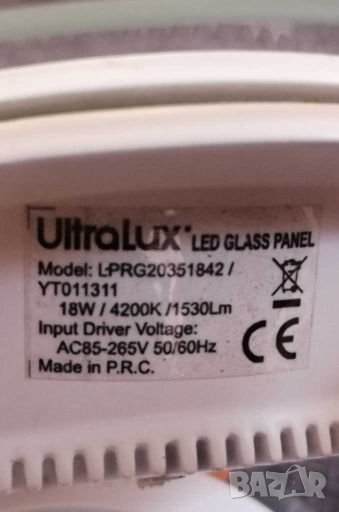 UltraLux LED GLASS PANEL
Model: LPRG20351842 /
YT011311
18W / 4200K /1530Lm
Input Driver Voltage:
AC85-265V 50/60Hz
Made in P.R.C.
CE
BAZAR